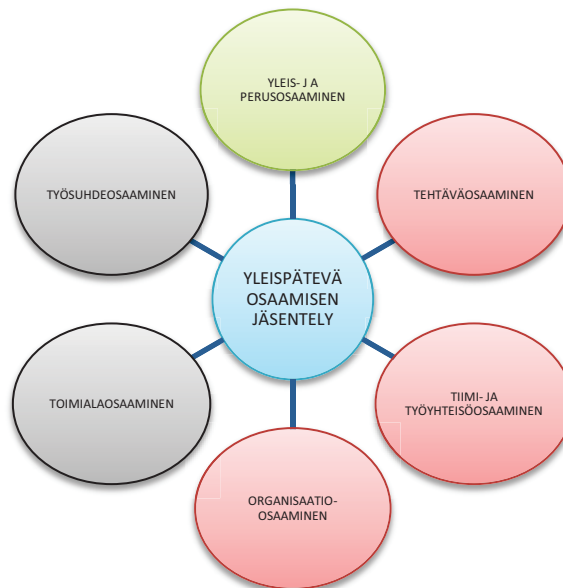 YLEIS- J A
PERUSOSAAMINEN
TYÖSUHDEOSAAMINEN
TEHTÄVÄOSAAMINEN
YLEISPÄTEVÄ
OSAAMISEN
JÄSENTELY
TOIMIALAOSAAMINEN
TIIMI- JA
TYÖYHTEISÖOSAAMINEN
ORGANISAATIO-
OSAAMINEN